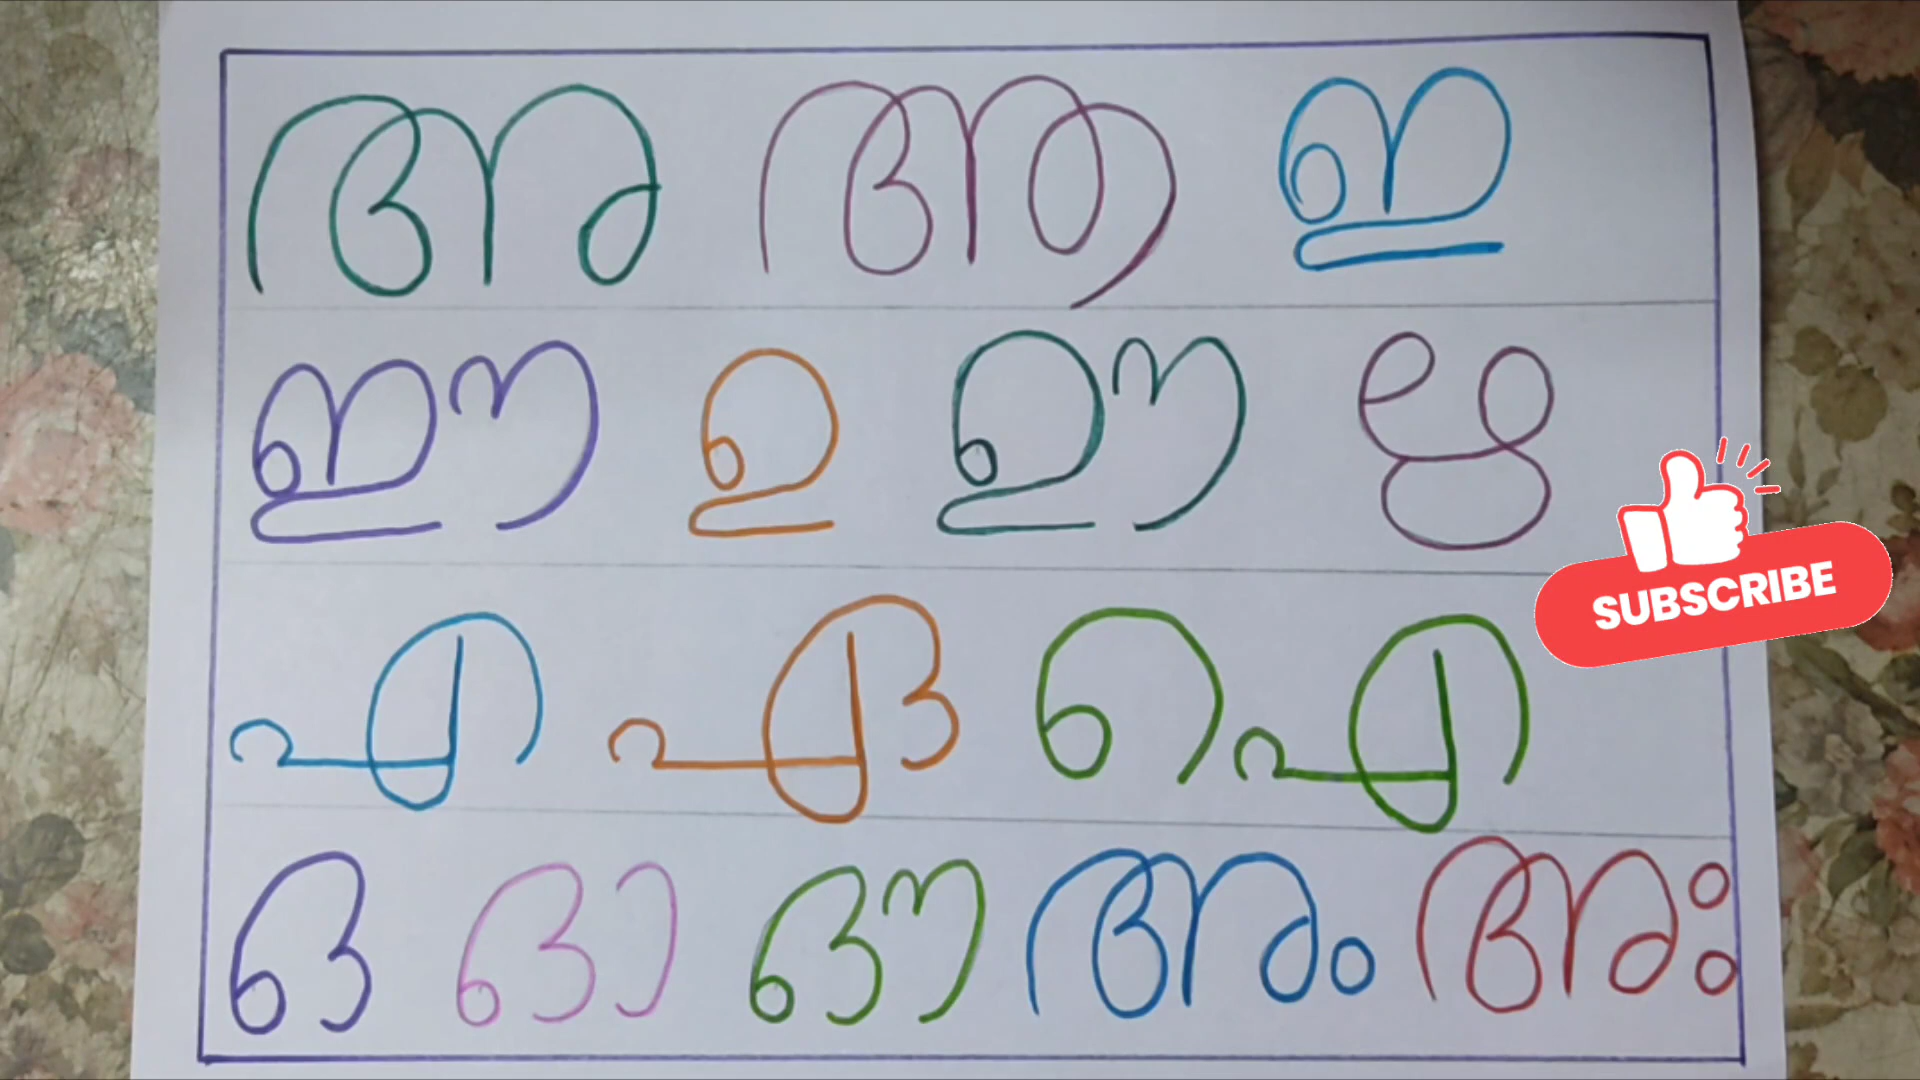 അ ആ ഇ
ഈ ഉ ഊ ഋ
എ ഏ ഐ
ഒ ഓ ഔ അം അഃ
SUBSCRIBE